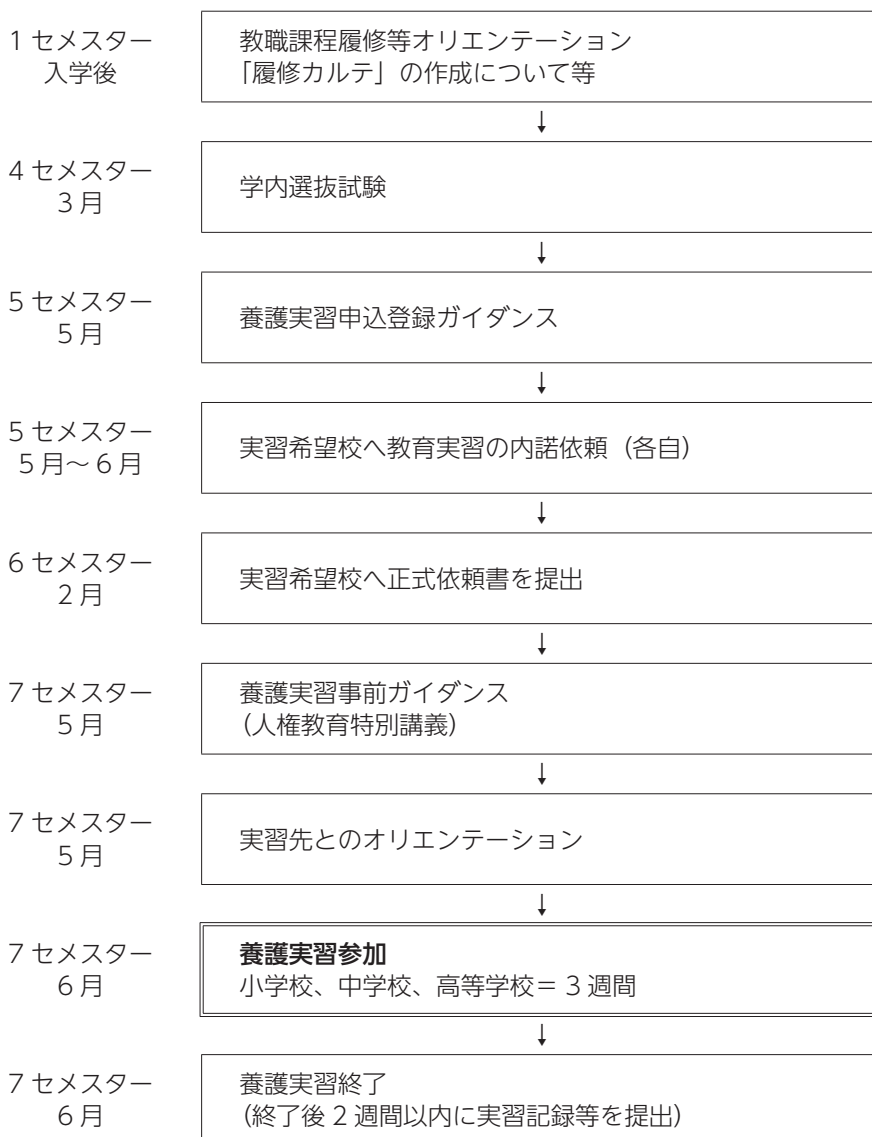 1セメスター
入学後
教職課程履修等オリエンテーション
「履修カルテ」の作成について等
↓
4セメスター
3月
学内選抜試験
↓
5セメスター
5月
養護実習申込登録ガイダンス
↓
5セメスター
5月~6月
実習希望校へ教育実習の内諾依頼(各自)
↓
6セメスター
2月
実習希望校へ正式依頼書を提出
↓
7セメスター
5月
養護実習事前ガイダンス
(人権教育特別講義)
↓
7セメスター
5月
実習先とのオリエンテーション
↓
7セメスター
6月
養護実習参加
小学校、中学校、高等学校=3週間
↓
7セメスター
6月
養護実習終了
(終了後2週間以内に実習記録等を提出)